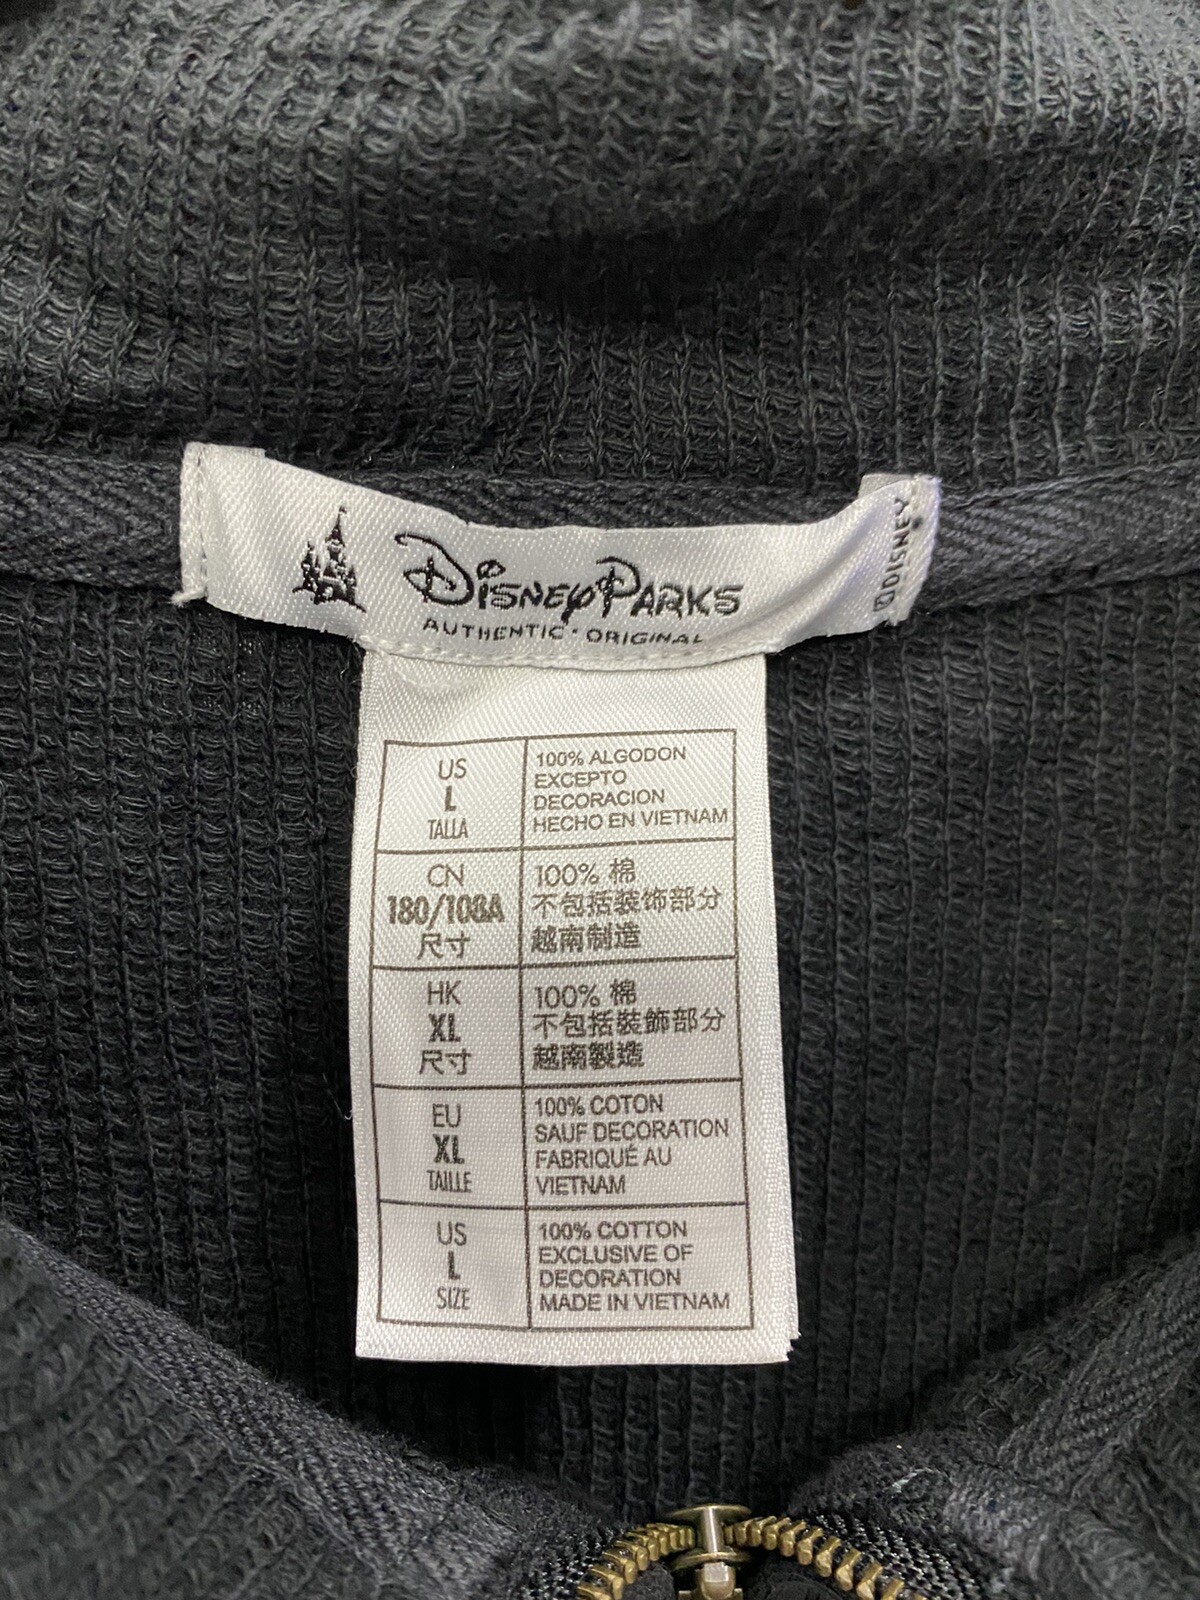 DISNEY PARKS
AUTHENTIC · ORIGINAL
©DISNEY
US
L
TALLA
100% ALGODON
EXCEPTO
DECORACION
HECHO EN VIETNAM
CN
180/108A
尺寸
100% 棉
不包括装饰部分
越南制造
HK
XL
尺寸
100% 棉
不包括裝飾部分
越南製造
EU
XL
TAILLE
100% COTON
SAUF DECORATION
FABRIQUÉ AU
VIETNAM
US
L
SIZE
100% COTTON
EXCLUSIVE OF
DECORATION
MADE IN VIETNAM